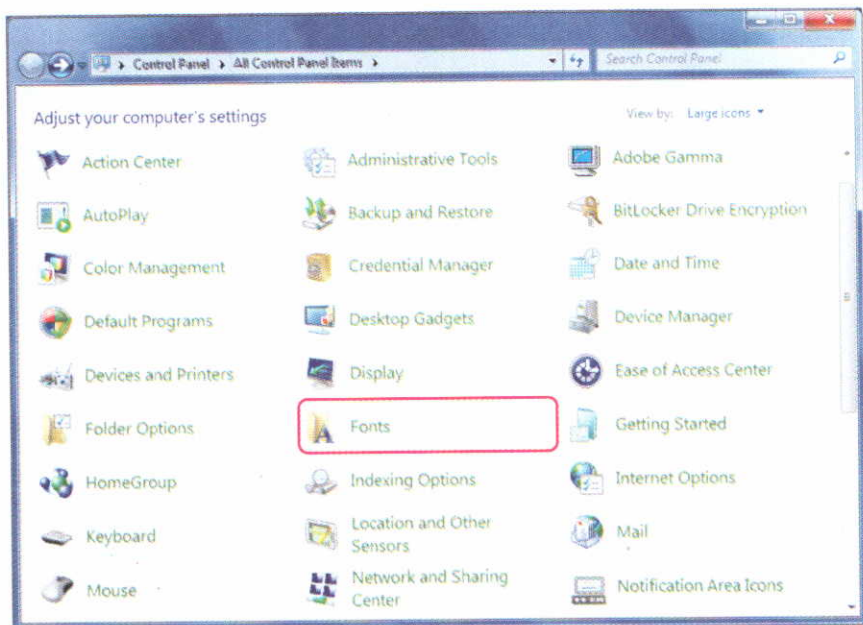 Control Panel All Control Panel Items Search Control Panel
Adjust your computer's settings View by: Large icons
Action Center Administrative Tools Adobe Gamma
AutoPlay Backup and Restore BitLocker Drive Encryption
Color Management Credential Manager Date and Time
Default Programs Desktop Gadgets Device Manager
Devices and Printers Display Ease of Access Center
Folder Options Fonts Getting Started
HomeGroup Indexing Options Internet Options
Keyboard Location and Other Sensors Mail
Mouse Network and Sharing Center Notification Area Icons